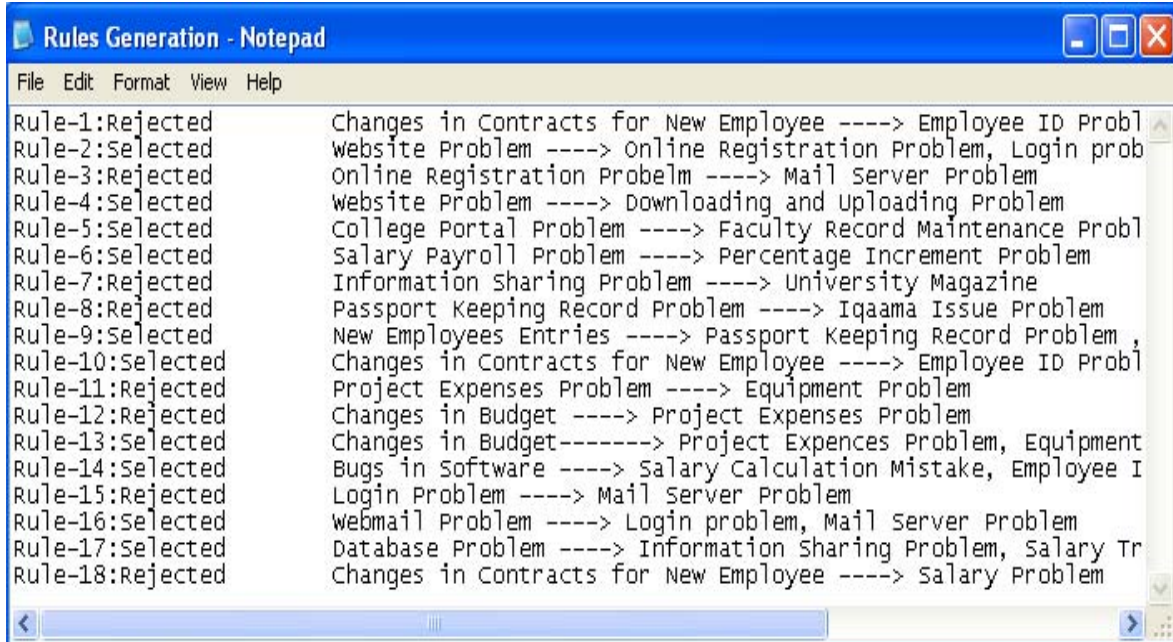 Rules Generation - Notepad
File Edit Format View Help
Rule-1:Rejected Changes in Contracts for New Employee ----> Employee ID Probl
Rule-2:Selected Website Problem ----> Online Registration Problem, Login prob
Rule-3:Rejected Online Registration Probelm ----> Mail Server Problem
Rule-4:Selected Website Problem ----> Downloading and Uploading Problem
Rule-5:Selected College Portal Problem ----> Faculty Record Maintenance Probl
Rule-6:Selected Salary Payroll Problem ----> Percentage Increment Problem
Rule-7:Rejected Information Sharing Problem ----> University Magazine
Rule-8:Rejected Passport Keeping Record Problem ----> Iqaama Issue Problem
Rule-9:Selected New Employees Entries ----> Passport Keeping Record Problem ,
Rule-10:Selected Changes in Contracts for New Employee ----> Employee ID Probl
Rule-11:Rejected Project Expenses Problem ----> Equipment Problem
Rule-12:Rejected Changes in Budget ----> Project Expenses Problem
Rule-13:Selected Changes in Budget-------> Project Expences Problem, Equipment
Rule-14:Selected Bugs in Software ----> Salary Calculation Mistake, Employee I
Rule-15:Rejected Login Problem ----> Mail Server Problem
Rule-16:Selected Webmail Problem ----> Login problem, Mail Server Problem
Rule-17:Selected Database Problem ----> Information Sharing Problem, Salary Tr
Rule-18:Rejected Changes in Contracts for New Employee ----> Salary Problem